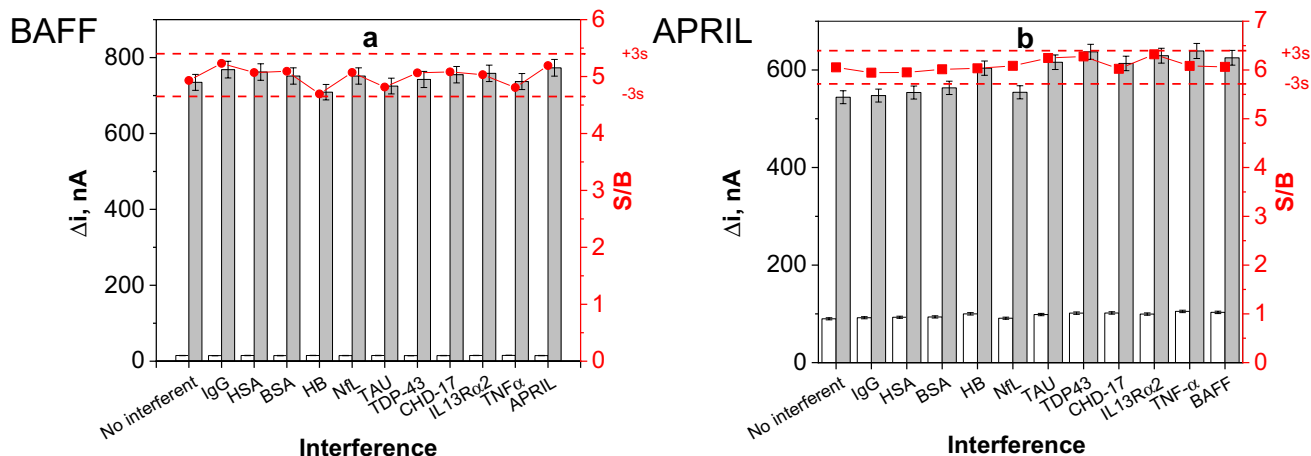 BAFF
a
800
600
400
200
0
Δi, nA
6
5
4
3
2
1
0
S/B
+3s
-3s
No interferent
IgG
HSA
BSA
HB
NfL
TAU
TDP-43
CHD-17
IL13Rα2
TNFα
APRIL
Interference
APRIL
b
600
400
200
0
Δi, nA
7
6
5
4
3
2
1
0
S/B
+3s
-3s
No interferent
IgG
HSA
BSA
HB
NfL
TAU
TDP43
CHD-17
IL13Rα2
TNF-α
BAFF
Interference